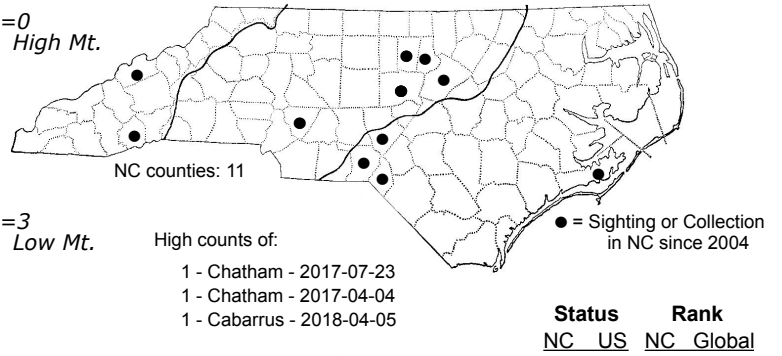 =0
High Mt.
NC counties: 11
=3
Low Mt.
High counts of:
1 - Chatham - 2017-07-23
1 - Chatham - 2017-04-04
1 - Cabarrus - 2018-04-05
● = Sighting or Collection
in NC since 2004
Status Rank
NC US NC Global